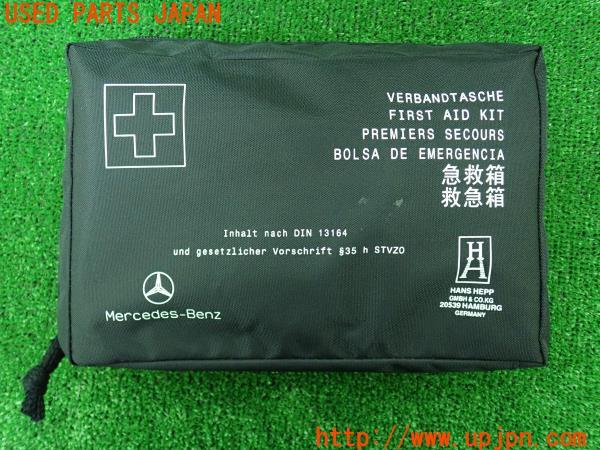 USED PARTS JAPAN
VERBANDTASCHE
FIRST AID KIT
PREMIERS SECOURS
BOLSA DE EMERGENCIA
急救箱
救急箱
Inhalt nach DIN 13164
und gesetzlicher Vorschrift §35 h STVZO
Mercedes-Benz
HH
HANS HEPP
GMBH & CO.KG
20539 HAMBURG
GERMANY
http://www.upjpn.com/